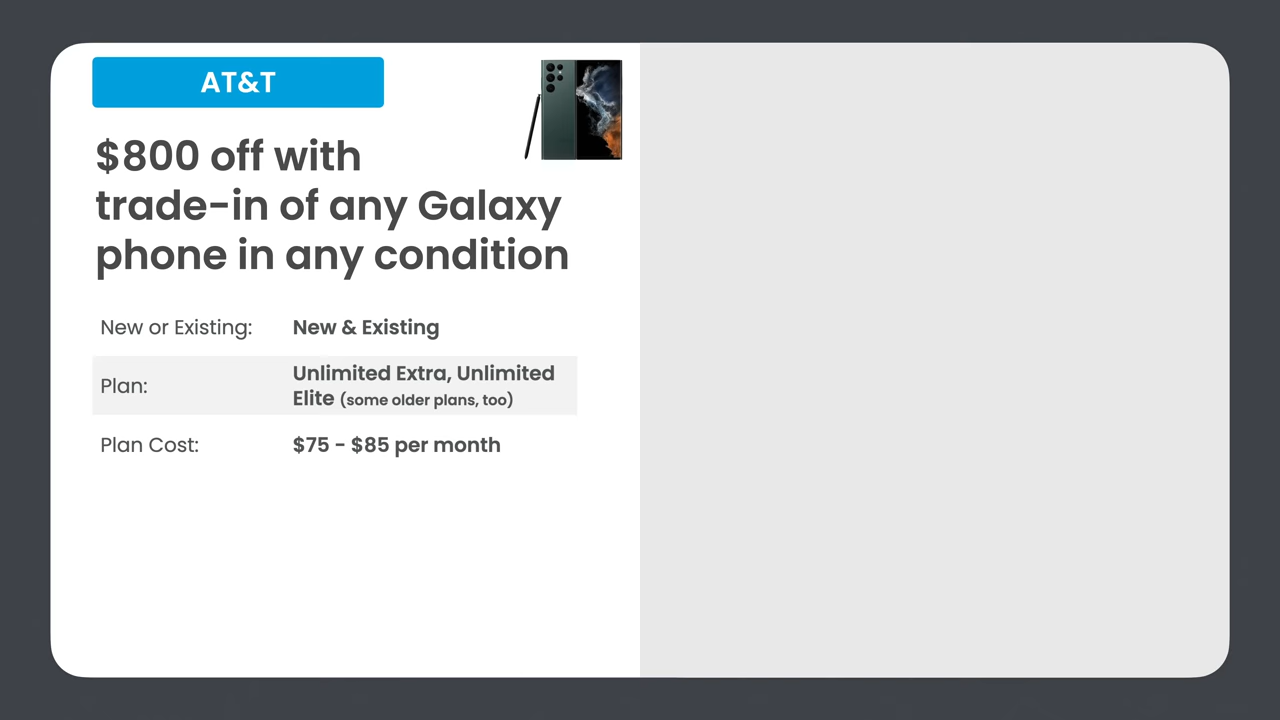 AT&T
$800 off with
trade-in of any Galaxy
phone in any condition
New or Existing: New & Existing
Plan: Unlimited Extra, Unlimited
Elite (some older plans, too)
Plan Cost: $75 - $85 per month